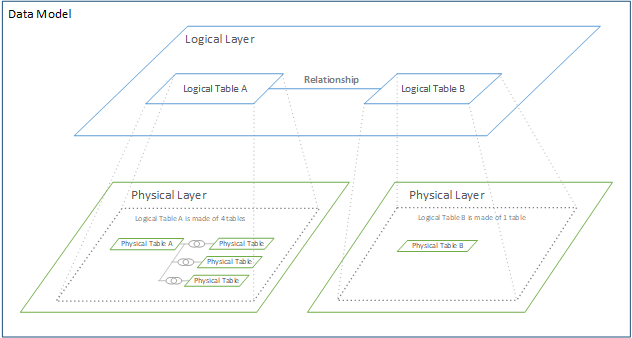 Data Model
Logical Layer
Logical Table A
Relationship
Logical Table B
Physical Layer
Logical Table A is made of 4 tables
Physical Table A
Physical Table
Physical Table
Physical Table
Physical Layer
Logical Table B is made of 1 table
Physical Table B